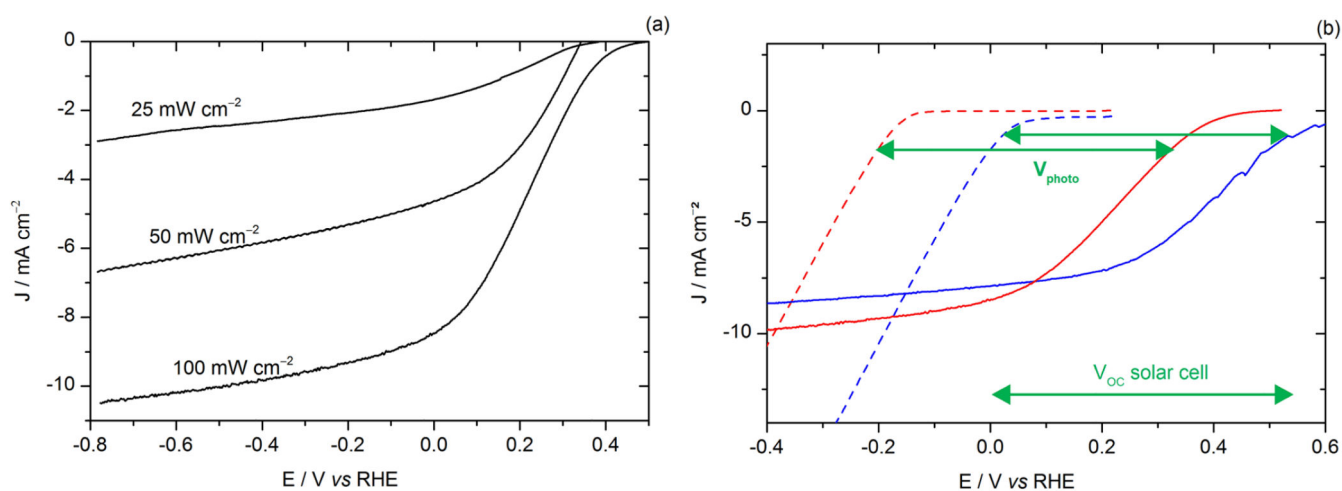 (a)
0
-2
-4
-6
-8
-10
J / mA cm⁻²
25 mW cm⁻²
50 mW cm⁻²
100 mW cm⁻²
-0.8 -0.6 -0.4 -0.2 0.0 0.2 0.4
E / V vs RHE
(b)
0
-5
-10
J / mA cm⁻²
V_photo
V_OC solar cell
-0.4 -0.2 0.0 0.2 0.4 0.6
E / V vs RHE